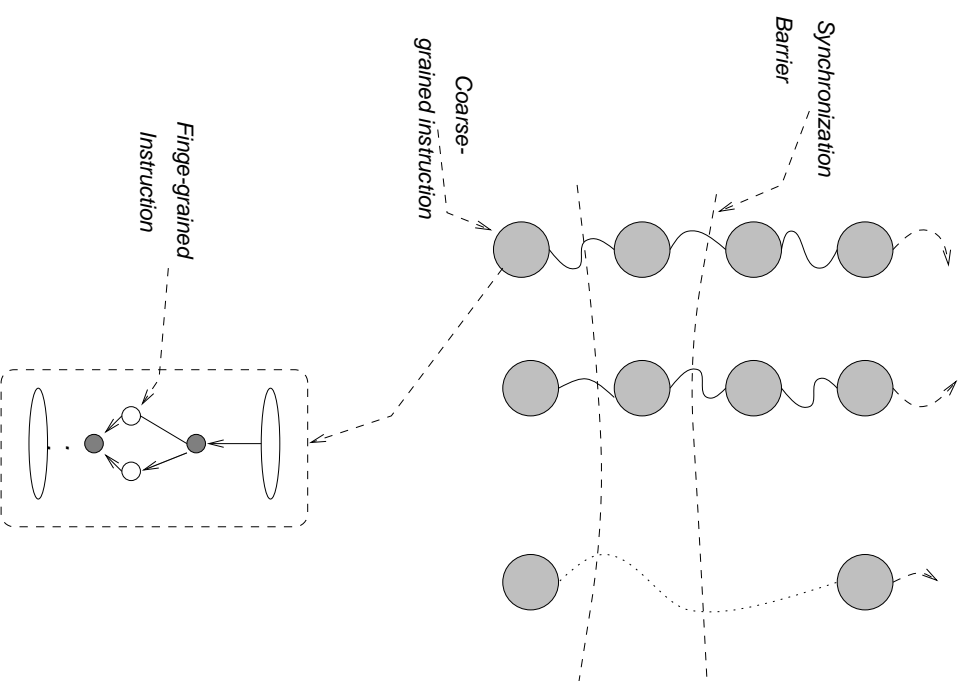 Synchronization
Barrier
Coarse-
grained instruction
Finge-grained
Instruction